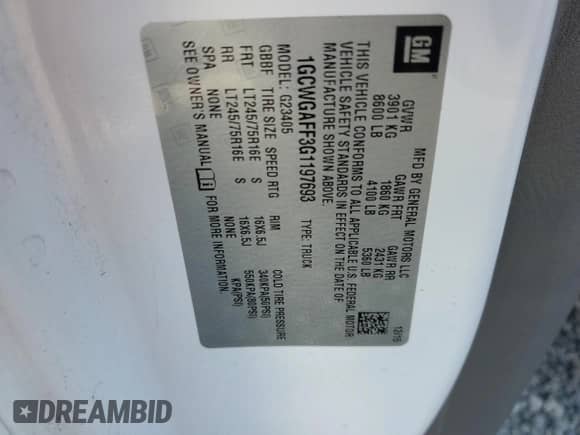 GM
MFD BY GENERAL MOTORS LLC
GVWR GAWR FRT GAWR RR
3901 KG 1860 KG 2431 KG
8600 LB 4100 LB 5360 LB
THIS VEHICLE CONFORMS TO ALL APPLICABLE U.S. FEDERAL MOTOR
VEHICLE SAFETY STANDARDS IN EFFECT ON THE DATE OF
MANUFACTURE SHOWN ABOVE.
1GCWGAFF3G1197693 TYPE: TRUCK
MODEL: G23405
GBBF TIRE SIZE SPEED RTG RIM COLD TIRE PRESSURE
FRT LT245/75R16E S 16X6.5J 340KPA(50PSI)
RR LT245/75R16E S 16X6.5J 550KPA(80PSI)
SPA NONE NONE KPA(PSI)
SEE OWNER'S MANUAL FOR MORE INFORMATION.
DREAMBID